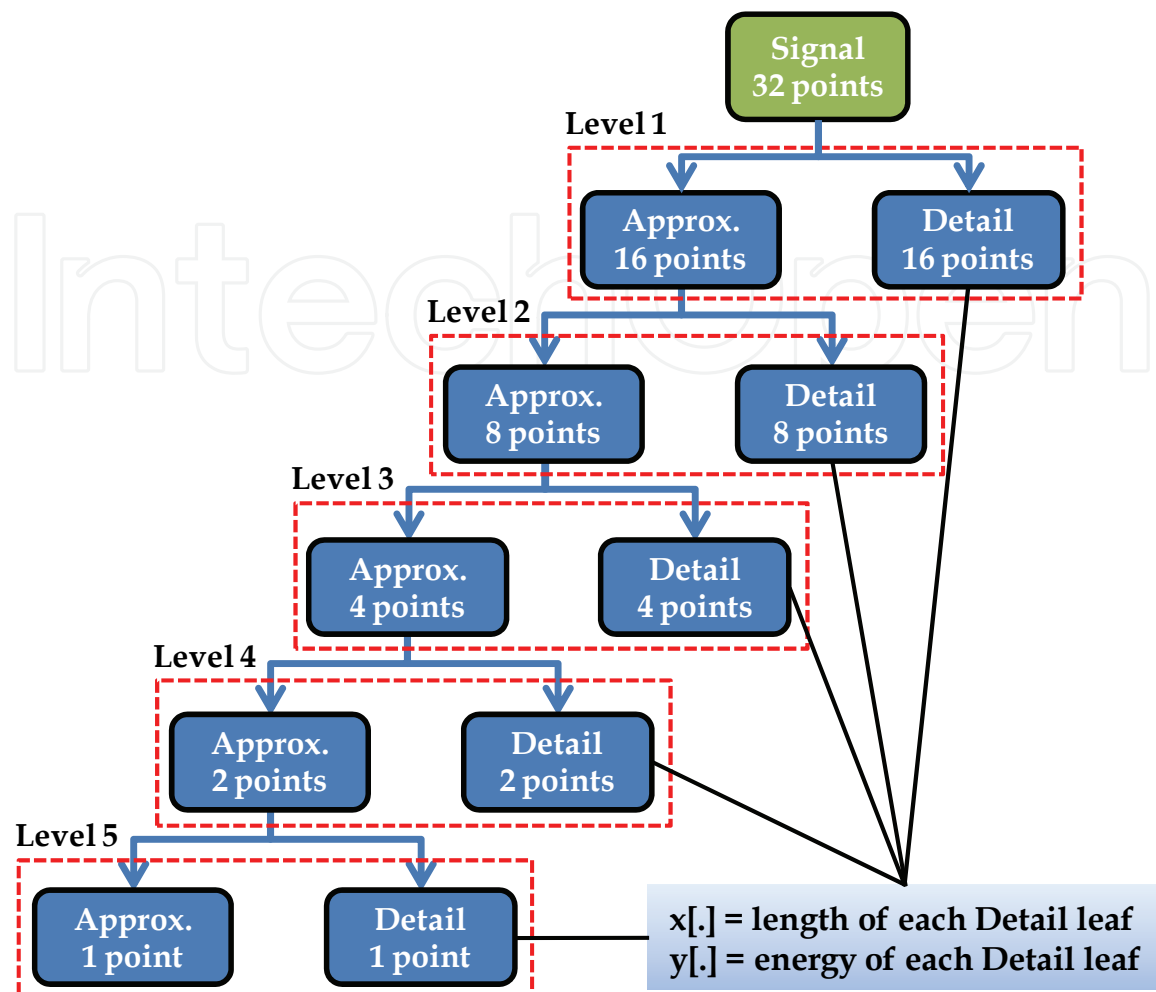 Signal
32 points
Level 1
Approx.
16 points
Detail
16 points
IntechOpen
Level 2
Approx.
8 points
Detail
8 points
Level 3
Approx.
4 points
Detail
4 points
Level 4
Approx.
2 points
Detail
2 points
Level 5
Approx.
1 point
Detail
1 point
x[.] = length of each Detail leaf
y[.] = energy of each Detail leaf